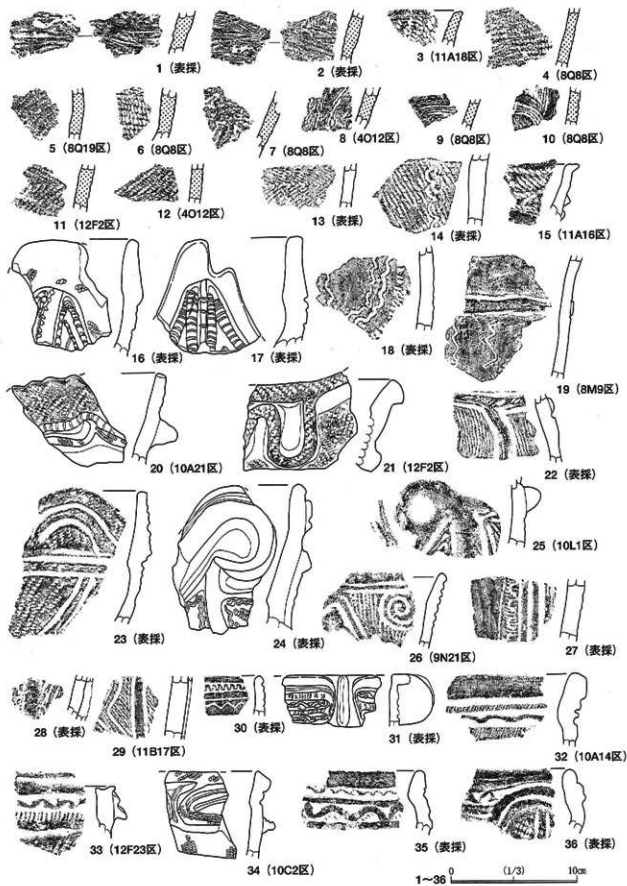 1（表採）
2（表採）
3（11A18区）
4（8Q8区）
5（8Q19区）
6（8Q8区）
7（8Q8区）
8（4O12区）
9（8Q8区）
10（8Q8区）
11（12F2区）
12（4O12区）
13（表採）
14（表採）
15（11A16区）
16（表採）
17（表採）
18（表採）
19（8M9区）
20（10A21区）
21（12F2区）
22（表採）
23（表採）
24（表採）
25（10L1区）
26（9N21区）
27（表採）
28（表採）
29（11B17区）
30（表採）
31（表採）
32（10A14区）
33（12F23区）
34（10C2区）
35（表採）
36（表採）
1～36 0 (1/3) 10cm